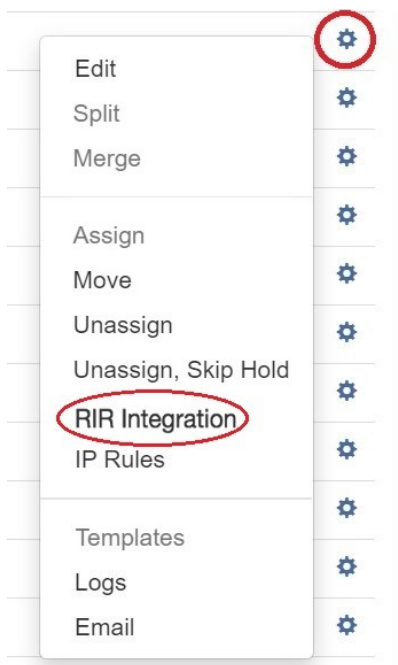 Edit
Split
Merge
Assign
Move
Unassign
Unassign, Skip Hold
RIR Integration
IP Rules
Templates
Logs
Email